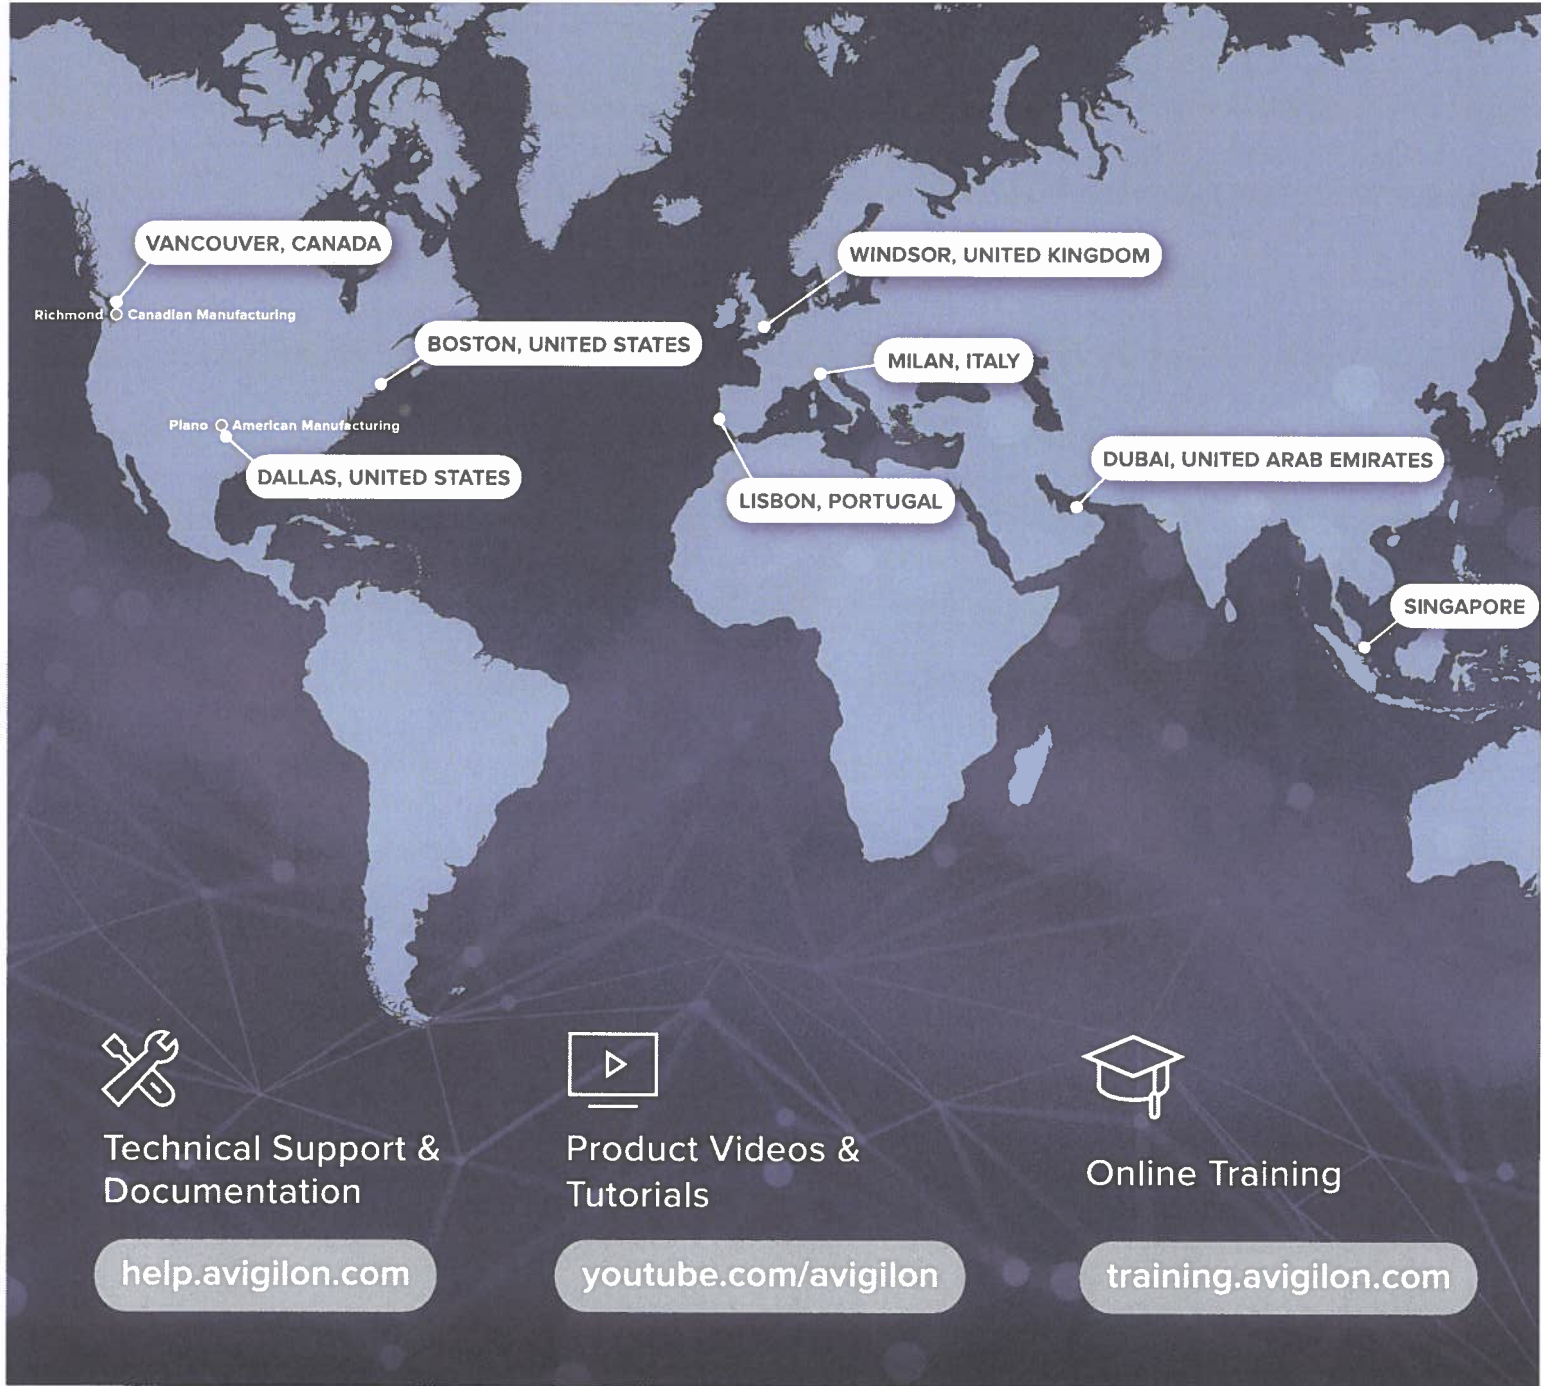 VANCOUVER, CANADA
WINDSOR, UNITED KINGDOM
Richmond Canadian Manufacturing
BOSTON, UNITED STATES
MILAN, ITALY
Plano American Manufacturing
DUBAI, UNITED ARAB EMIRATES
DALLAS, UNITED STATES
LISBON, PORTUGAL
SINGAPORE
Technical Support &
Documentation
help.avigilon.com
Product Videos &
Tutorials
youtube.com/avigilon
Online Training
training.avigilon.com